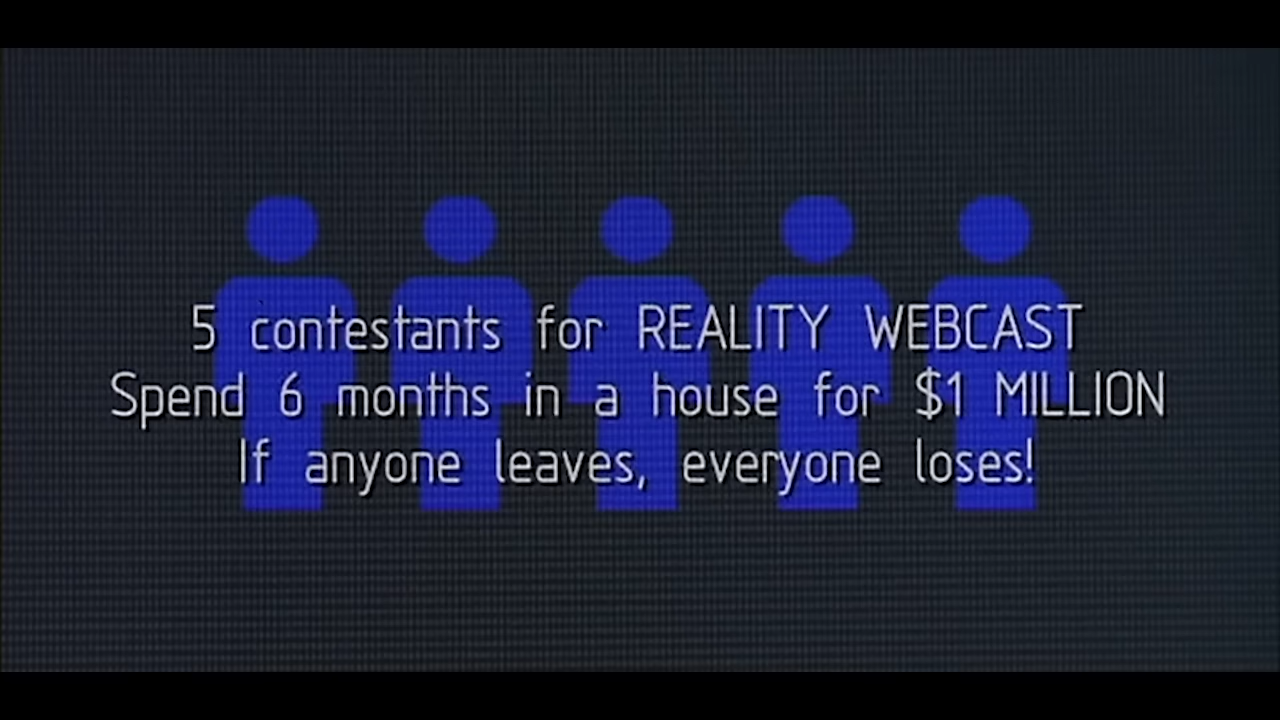 5 contestants for REALITY WEBCAST
Spend 6 months in a house for $1 MILLION
If anyone leaves, everyone loses!